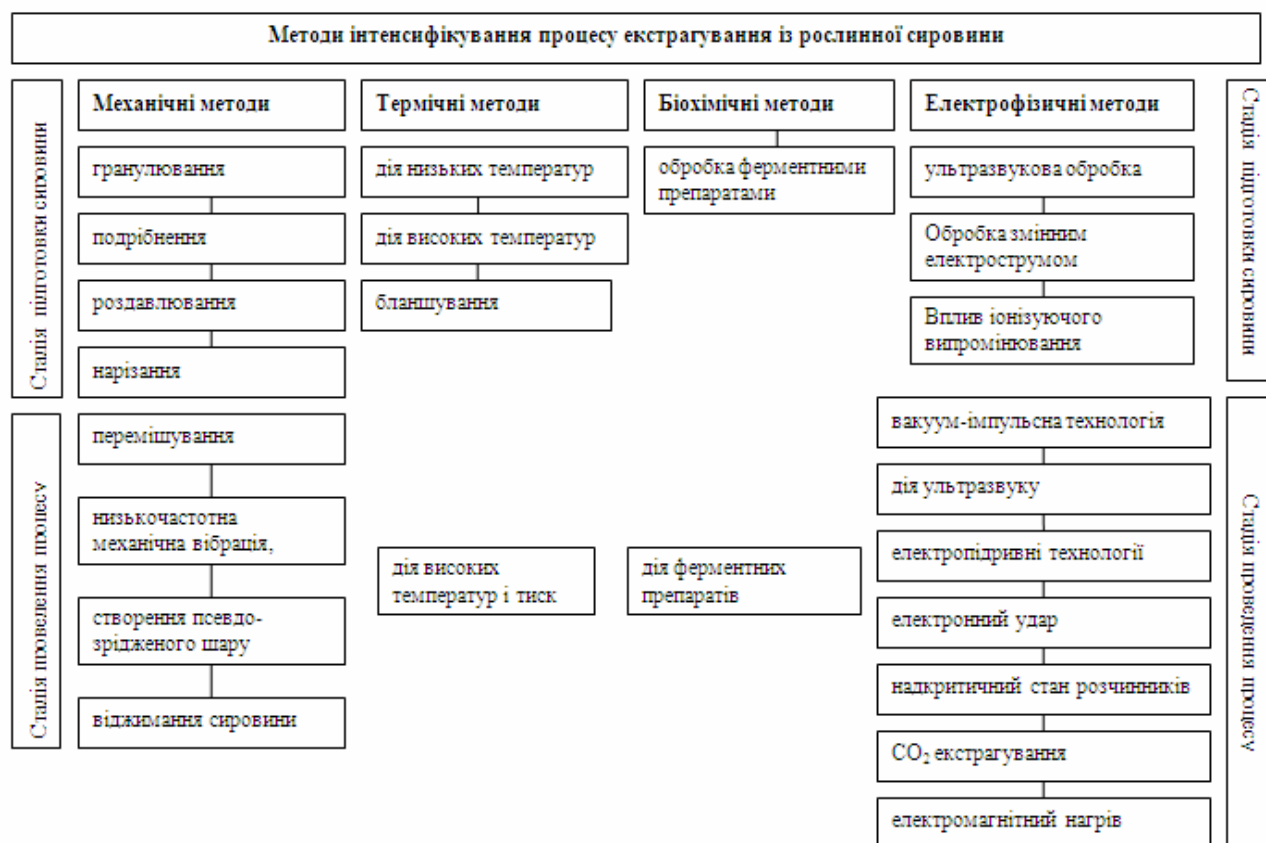 Методи інтенсифікування процесу екстрагування із рослинної сировини
Стадія підготовки сировини
Механічні методи
гранулювання
подрібнення
роздавлювання
нарізання
Термічні методи
дія низьких температур
дія високих температур
бланшування
Біохімічні методи
обробка ферментними
препаратами
Електрофізичні методи
ультразвукова обробка
Обробка змінним
електрострумом
Вплив іонізуючого
випромінювання
Стадія підготовки сировини
Стадія проведення процесу
перемішування
низькочастотна
механічна вібрація,
створення псевдо-
зрідженого шару
віджимання сировини
дія високих
температур і тиск
дія ферментних
препаратів
вакуум-імпульсна технологія
дія ультразвуку
електропідривні технології
електронний удар
надкритичний стан розчинників
CO₂ екстрагування
електромагнітний нагрів
Стадія проведення процесу